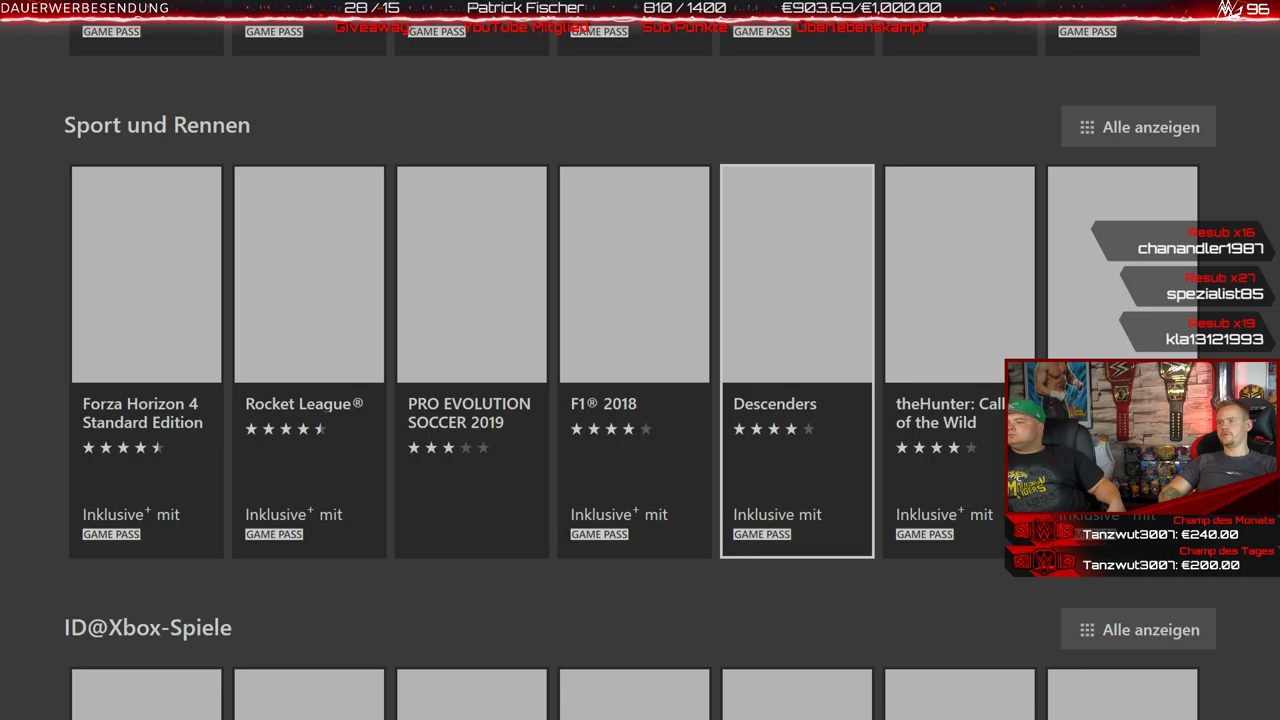 DAUERWERBESENDUNG
28 /15
Patrick Fischer
810 / 1400
€903.69/€1,000.00
96
Giveaway
YouTube Mitglied
Sub Punkte
Überlebenskampf
GAME PASS
GAME PASS
GAME PASS
GAME PASS
GAME PASS
GAME PASS
Sport und Rennen
Alle anzeigen
Forza Horizon 4
Standard Edition
Inklusive+ mit
GAME PASS
Rocket League®
Inklusive+ mit
GAME PASS
PRO EVOLUTION
SOCCER 2019
F1® 2018
Inklusive+ mit
GAME PASS
Descenders
Inklusive mit
GAME PASS
theHunter: Call
of the Wild
Inklusive+ mit
GAME PASS
Inklusive+ mit
Resub x16
chanandler1987
Resub x27
spezialist85
Resub x19
kla13121993
Champ des Monats
Tanzwut3007: €240.00
Champ des Tages
Tanzwut3007: €200.00
ID@Xbox-Spiele
Alle anzeigen